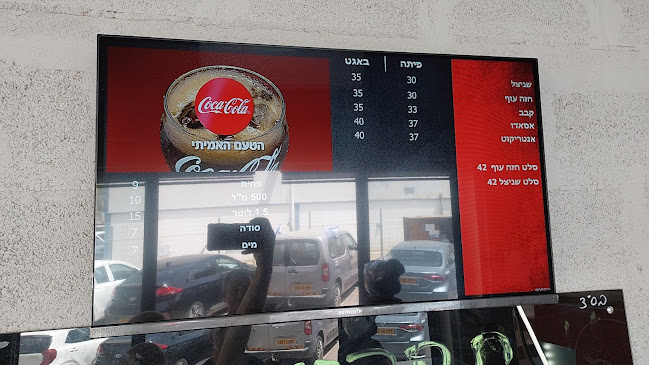 באגט | פיתה
35 30 שניצל
35 30 חזה עוף
35 33 קבב
40 37 אסאדו
40 37 אנטריקוט
סלט חזה עוף 42
סלט שניצל 42
Coca-Cola
הטעם האמיתי
Coca-Cola
פחית 9
500 מ"ל 10
1.5 ליטר 15
סודה 7
מים 7